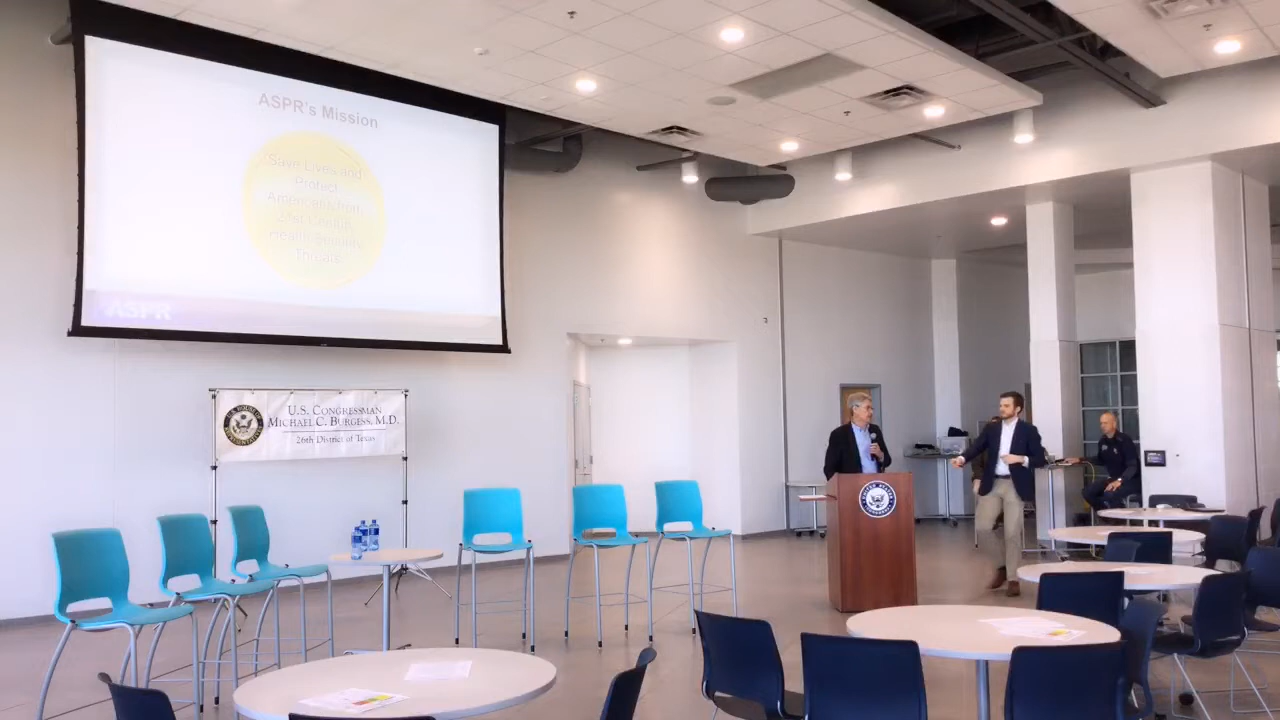 ASPR's Mission
Save Lives and
Protect
America From
21st Century
Health Security
Threats
ASPR
U.S. CONGRESSMAN
MICHAEL C. BURGESS, M.D.
26th District of Texas